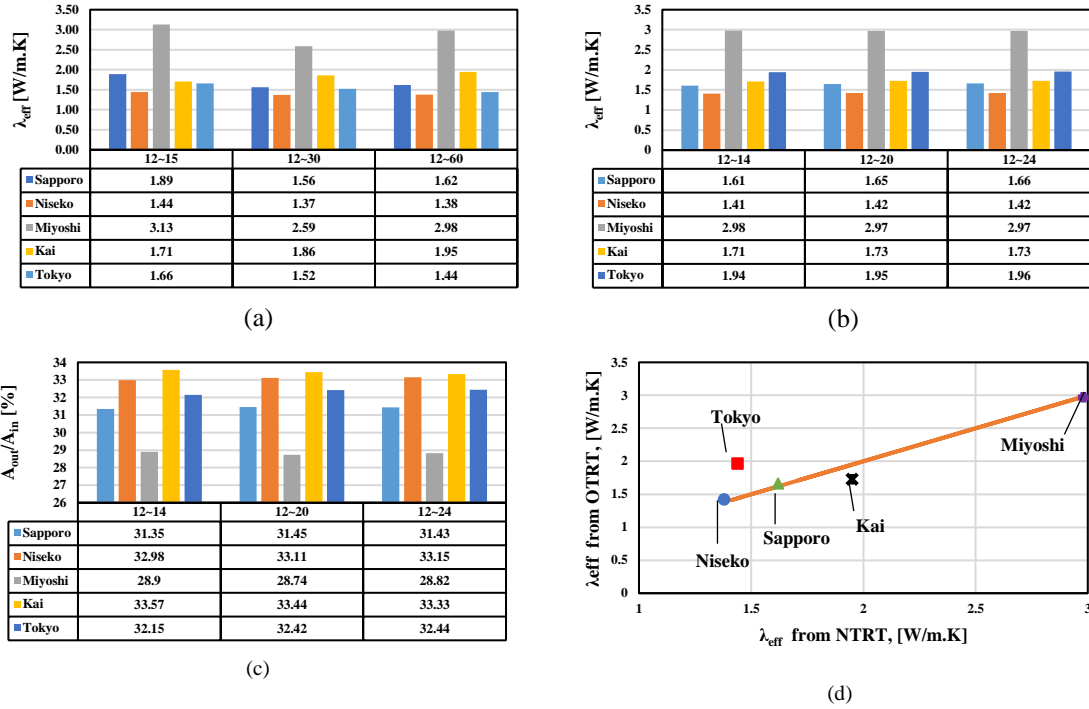 3.50
3.00
2.50
2.00
1.50
1.00
0.50
0.00
λeff [W/m.K]
12~15 12~30 12~60
Sapporo 1.89 1.56 1.62
Niseko 1.44 1.37 1.38
Miyoshi 3.13 2.59 2.98
Kai 1.71 1.86 1.95
Tokyo 1.66 1.52 1.44
(a)
3.5
3
2.5
2
1.5
1
0.5
0
λeff [W/m.K]
12~14 12~20 12~24
Sapporo 1.61 1.65 1.66
Niseko 1.41 1.42 1.42
Miyoshi 2.98 2.97 2.97
Kai 1.71 1.73 1.73
Tokyo 1.94 1.95 1.96
(b)
34
33
32
31
30
29
28
27
26
Aout/Ain [%]
12~14 12~20 12~24
Sapporo 31.35 31.45 31.43
Niseko 32.98 33.11 33.15
Miyoshi 28.9 28.74 28.82
Kai 33.57 33.44 33.33
Tokyo 32.15 32.42 32.44
(c)
3.5
3
2.5
2
1.5
1
0.5
0
λeff from OTRT, [W/m.K]
Tokyo
Miyoshi
Kai
Sapporo
Niseko
1 1.5 2 2.5 3
λeff from NTRT, [W/m.K]
(d)